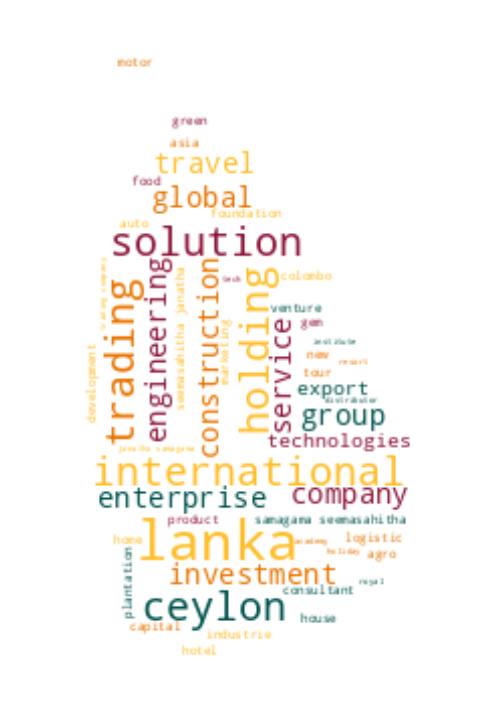 motor
green
asia
travel
food
global
foundation
auto
solution
trading company
trading
engineering
seemasahitha janatha
construction
tech
marketing
holding
colombo
venture
service
gem
institute
new
resort
tour
export
distributor
development
group
technologies
janatha samagama
international
enterprise
company
product
samagama seemasahitha
home
lanka
academy
logistic
holiday
agro
plantation
investment
royal
consultant
ceylon
house
capital
industrie
hotel